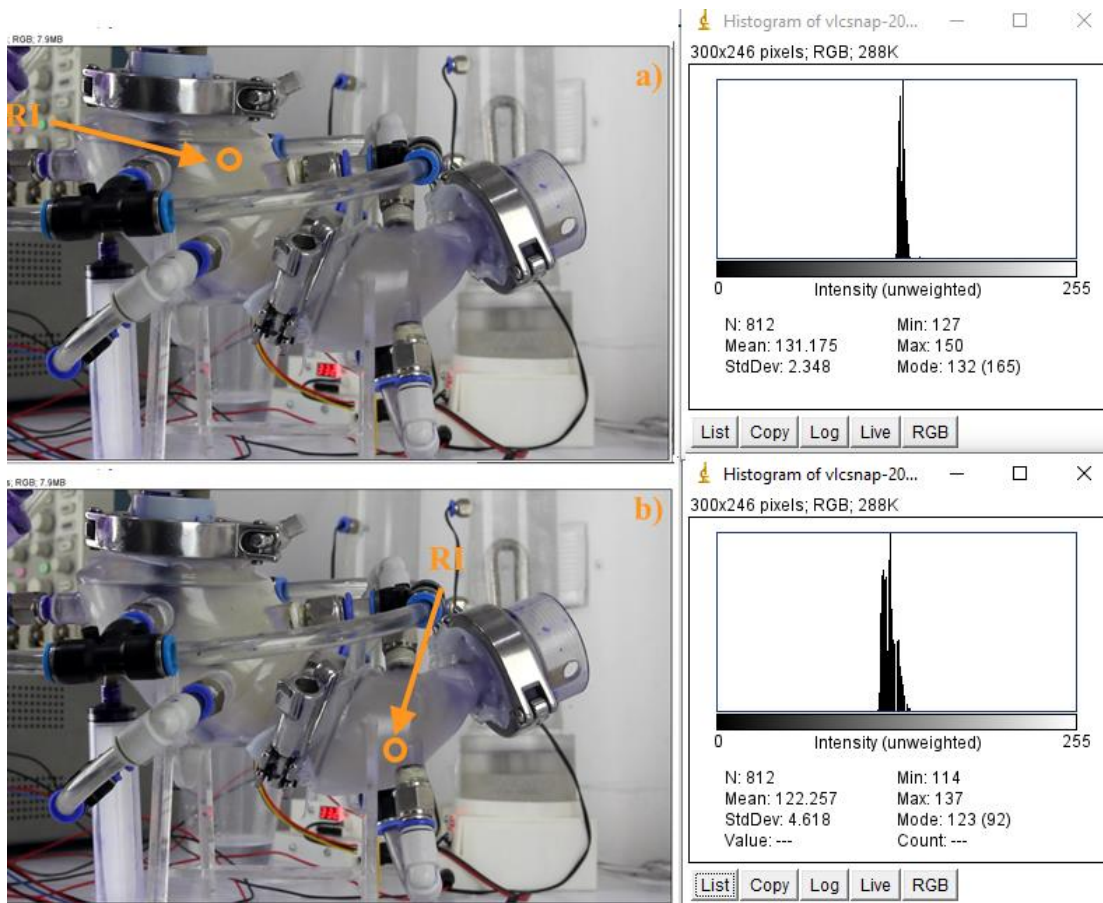 RGB; 7.9MB
a)
RI
Histogram of vlcsnap-20...
300x246 pixels; RGB; 288K
0 Intensity (unweighted) 255
N: 812 Min: 127
Mean: 131.175 Max: 150
StdDev: 2.348 Mode: 132 (165)
List Copy Log Live RGB
RGB; 7.9MB
b)
RI
Histogram of vlcsnap-20...
300x246 pixels; RGB; 288K
0 Intensity (unweighted) 255
N: 812 Min: 114
Mean: 122.257 Max: 137
StdDev: 4.618 Mode: 123 (92)
Value: --- Count: ---
List Copy Log Live RGB